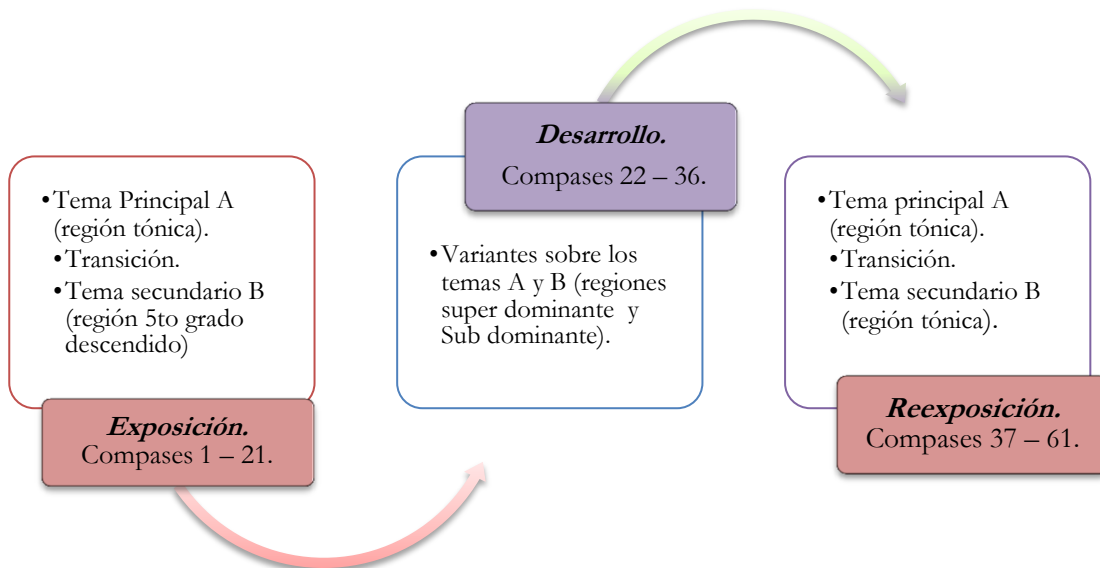 •Tema Principal A
(región tónica).
•Transición.
•Tema secundario B
(región 5to grado
descendido)
Exposición.
Compases 1 – 21.
Desarrollo.
Compases 22 – 36.
•Variantes sobre los
temas A y B (regiones
super dominante y
Sub dominante).
•Tema principal A
(región tónica).
•Transición.
•Tema secundario B
(región tónica).
Reexposición.
Compases 37 – 61.